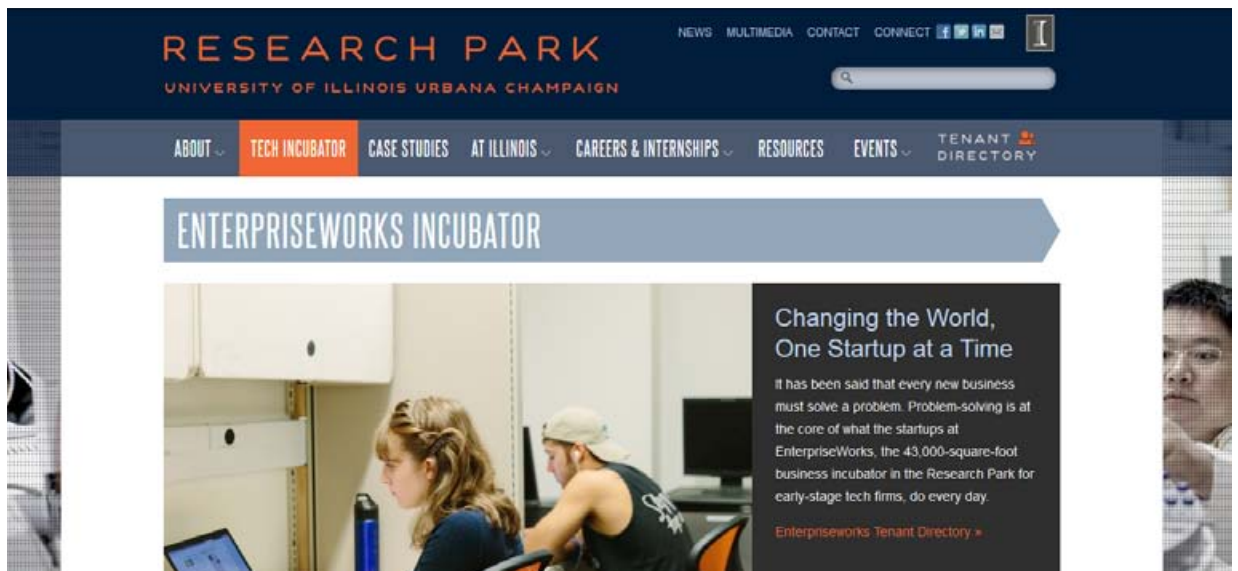 NEWS MULTIMEDIA CONTACT CONNECT
RESEARCH PARK
UNIVERSITY OF ILLINOIS URBANA CHAMPAIGN
ABOUT TECH INCUBATOR CASE STUDIES AT ILLINOIS CAREERS & INTERNSHIPS RESOURCES EVENTS
TENANT
DIRECTORY
ENTERPRISEWORKS INCUBATOR
Changing the World,
One Startup at a Time
It has been said that every new business
must solve a problem. Problem-solving is at
the core of what the startups at
EnterpriseWorks, the 43,000-square-foot
business incubator in the Research Park for
early-stage tech firms, do every day.
Enterpriseworks Tenant Directory »